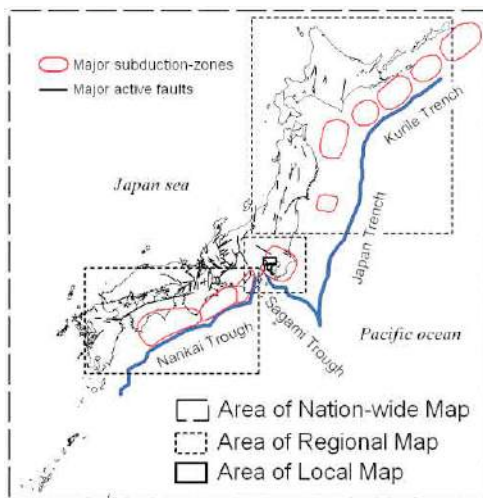 Major subduction-zones
Major active faults
Kurile Trench
Japan sea
Japan Trench
Sagami Trough
Pacific ocean
Nankai Trough
Area of Nation-wide Map
Area of Regional Map
Area of Local Map